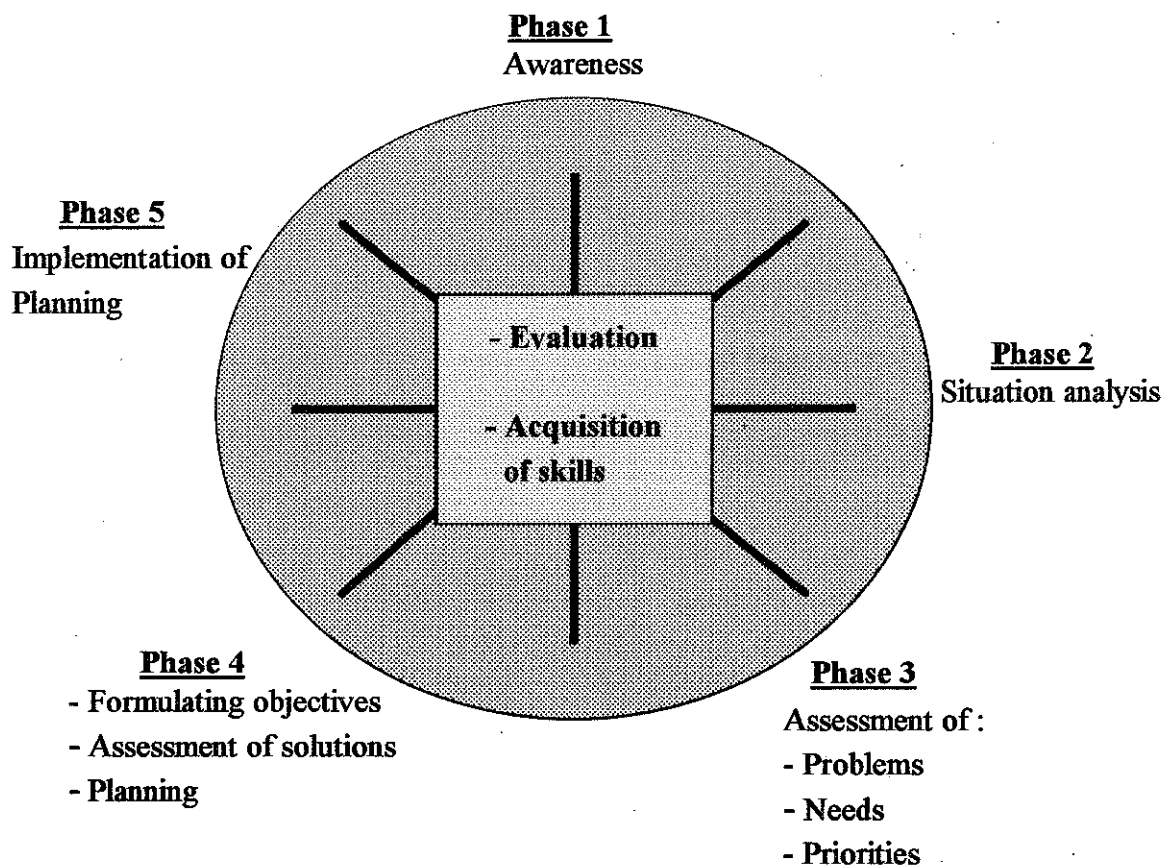 Phase 1
Awareness
Phase 2
Situation analysis
Phase 3
Assessment of :
- Problems
- Needs
- Priorities
Phase 4
- Formulating objectives
- Assessment of solutions
- Planning
Phase 5
Implementation of
Planning
- Evaluation
- Acquisition
of skills